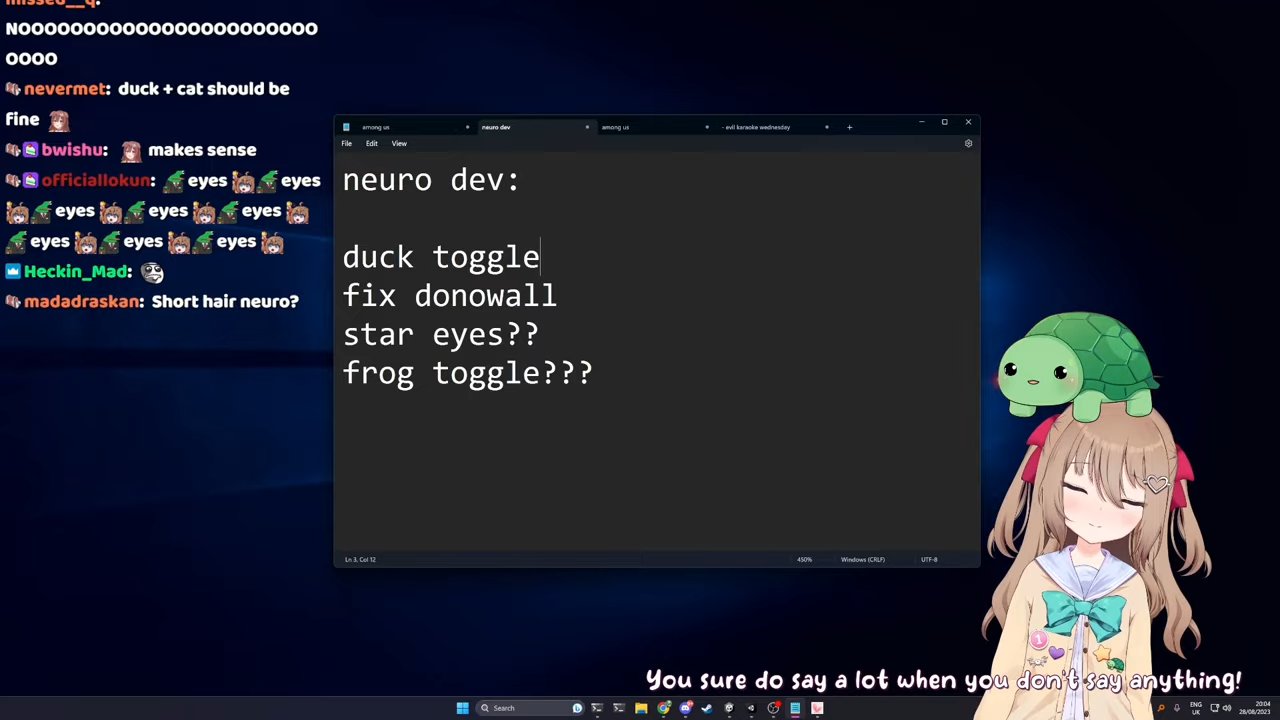 missed__q:
NOOOOOOOOOOOOOOOOOOOOOOO
OOOO
nevermet: duck + cat should be
fine
bwishu: makes sense
officiallokun: eyes eyes
eyes eyes eyes
eyes eyes eyes
Heckin_Mad:
madadraskan: Short hair neuro?
among us
neuro dev
among us
- evil karaoke wednesday
File Edit View
neuro dev:
duck toggle
fix donowall
star eyes??
frog toggle???
Ln 3, Col 12
450%
Windows (CRLF)
UTF-8
1
You sure do say a lot when you don't say anything!
Search
ENG
UK
20:04
28/08/2023